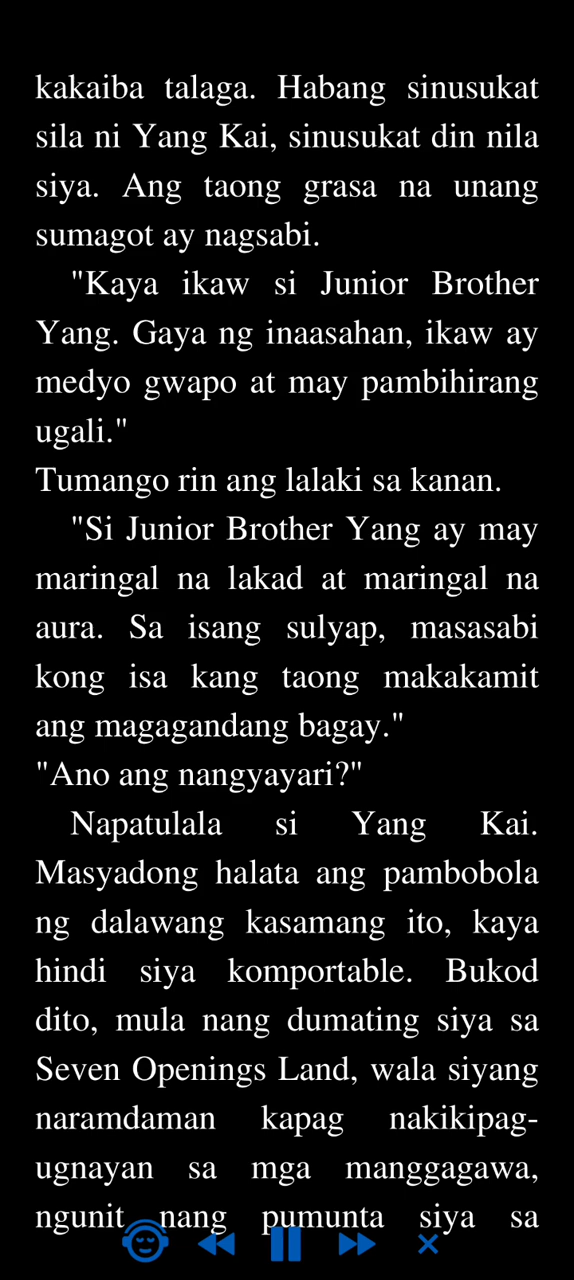 kakaiba talaga. Habang sinusukat
sila ni Yang Kai, sinusukat din nila
siya. Ang taong grasa na unang
sumagot ay nagsabi.
"Kaya ikaw si Junior Brother
Yang. Gaya ng inaasahan, ikaw ay
medyo gwapo at may pambihirang
ugali."
Tumango rin ang lalaki sa kanan.
"Si Junior Brother Yang ay may
maringal na lakad at maringal na
aura. Sa isang sulyap, masasabi
kong isa kang taong makakamit
ang magagandang bagay."
"Ano ang nangyayari?"
Napatulala si Yang Kai.
Masyadong halata ang pambobola
ng dalawang kasamang ito, kaya
hindi siya komportable. Bukod
dito, mula nang dumating siya sa
Seven Openings Land, wala siyang
naramdaman kapag nakikipag-
ugnayan sa mga manggagawa,
ngunit nang pumunta siya sa